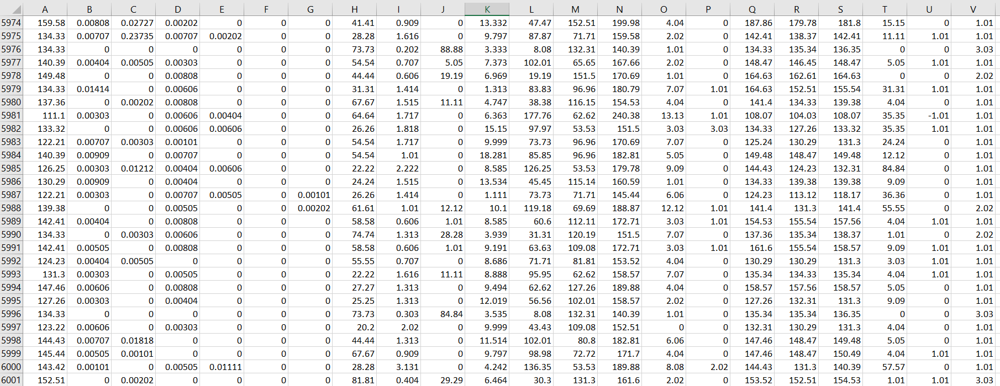 A B C D E F G H I J K L M N O P Q R S T U V
5974 159.58 0.00808 0.02727 0.00202 0 0 0 41.41 0.909 0 13.332 47.47 152.51 199.98 4.04 0 187.86 179.78 181.8 15.15 0 1.01
5975 134.33 0.00707 0.23735 0.00707 0.00202 0 0 28.28 1.616 0 9.797 87.87 71.71 159.58 2.02 0 142.41 138.37 142.41 11.11 1.01 1.01
5976 134.33 0 0 0 0 0 0 73.73 0.202 88.88 3.333 8.08 132.31 140.39 1.01 0 134.33 135.34 136.35 0 0 3.03
5977 140.39 0.00404 0.00505 0.00303 0 0 0 54.54 0.707 5.05 7.373 102.01 65.65 167.66 2.02 0 148.47 146.45 148.47 5.05 1.01 1.01
5978 149.48 0 0 0.00808 0 0 0 44.44 0.606 19.19 6.969 19.19 151.5 170.69 1.01 0 164.63 162.61 164.63 0 0 2.02
5979 134.33 0.01414 0 0.00606 0 0 0 31.31 1.414 0 1.313 83.83 96.96 180.79 7.07 1.01 164.63 152.51 155.54 31.31 1.01 1.01
5980 137.36 0 0.00202 0.00808 0 0 0 67.67 1.515 11.11 4.747 38.38 116.15 154.53 4.04 0 141.4 134.33 139.38 4.04 0 1.01
5981 111.1 0.00303 0 0.00606 0.00404 0 0 64.64 1.717 0 6.363 177.76 62.62 240.38 13.13 1.01 108.07 104.03 108.07 35.35 -1.01 1.01
5982 133.32 0 0 0.00606 0.00606 0 0 26.26 1.818 0 15.15 97.97 53.53 151.5 3.03 3.03 134.33 127.26 133.32 35.35 1.01 1.01
5983 122.21 0.00707 0.00303 0.00101 0 0 0 54.54 1.717 0 9.999 73.73 96.96 170.69 7.07 0 125.24 130.29 131.3 24.24 0 1.01
5984 140.39 0.00909 0 0.00707 0 0 0 54.54 1.01 0 18.281 85.85 96.96 182.81 5.05 0 149.48 148.47 149.48 12.12 0 1.01
5985 126.25 0.00303 0.01212 0.00404 0.00606 0 0 22.22 2.222 0 8.585 126.25 53.53 179.78 9.09 0 144.43 124.23 132.31 84.84 0 1.01
5986 130.29 0.00909 0 0.00404 0 0 0 24.24 1.515 0 13.534 45.45 115.14 160.59 1.01 0 134.33 139.38 139.38 9.09 0 1.01
5987 122.21 0.00303 0 0.00707 0.00505 0 0.00101 26.26 1.414 0 1.111 73.73 71.71 145.44 6.06 0 124.23 113.12 118.17 36.36 0 1.01
5988 139.38 0 0 0.00505 0 0 0.00202 61.61 1.01 12.12 10.1 119.18 69.69 188.87 12.12 1.01 141.4 131.3 141.4 55.55 0 2.02
5989 142.41 0.00404 0 0.00808 0 0 0 58.58 0.606 1.01 8.585 60.6 112.11 172.71 3.03 1.01 154.53 155.54 157.56 4.04 1.01 1.01
5990 134.33 0 0.00303 0.00606 0 0 0 74.74 1.313 28.28 3.939 31.31 120.19 151.5 7.07 0 137.36 135.34 138.37 1.01 0 2.02
5991 142.41 0.00505 0 0.00808 0 0 0 58.58 0.606 1.01 9.191 63.63 109.08 172.71 3.03 1.01 161.6 155.54 158.57 9.09 1.01 1.01
5992 124.23 0.00404 0.00505 0 0 0 0 55.55 0.707 0 8.686 71.71 81.81 153.52 4.04 0 130.29 130.29 131.3 3.03 1.01 1.01
5993 131.3 0.00303 0 0.00505 0 0 0 22.22 1.616 11.11 8.888 95.95 62.62 158.57 7.07 0 135.34 134.33 135.34 4.04 1.01 1.01
5994 147.46 0.00606 0 0.00808 0 0 0 27.27 1.313 0 9.494 62.62 127.26 189.88 4.04 0 158.57 157.56 158.57 5.05 0 1.01
5995 127.26 0.00303 0 0.00404 0 0 0 25.25 1.313 0 12.019 56.56 102.01 158.57 2.02 0 127.26 132.31 131.3 9.09 0 1.01
5996 134.33 0 0 0 0 0 0 73.73 0.303 84.84 3.535 8.08 132.31 140.39 1.01 0 135.34 135.34 136.35 0 0 3.03
5997 123.22 0.00606 0 0.00303 0 0 0 20.2 2.02 0 9.999 43.43 109.08 152.51 0 0 132.31 130.29 131.3 4.04 0 1.01
5998 144.43 0.00707 0.01818 0 0 0 0 44.44 1.313 0 11.514 102.01 80.8 182.81 6.06 0 147.46 148.47 149.48 5.05 0 1.01
5999 145.44 0.00505 0.00101 0 0 0 0 67.67 0.909 0 9.797 98.98 72.72 171.7 4.04 0 147.46 148.47 150.49 4.04 1.01 1.01
6000 143.42 0.00101 0 0.00505 0.01111 0 0 28.28 3.131 0 4.242 136.35 53.53 189.88 8.08 2.02 144.43 131.3 140.39 57.57 0 1.01
6001 152.51 0 0.00202 0 0 0 0 81.81 0.404 29.29 6.464 30.3 131.3 161.6 2.02 0 153.52 152.51 154.53 1.01 1.01 3.03